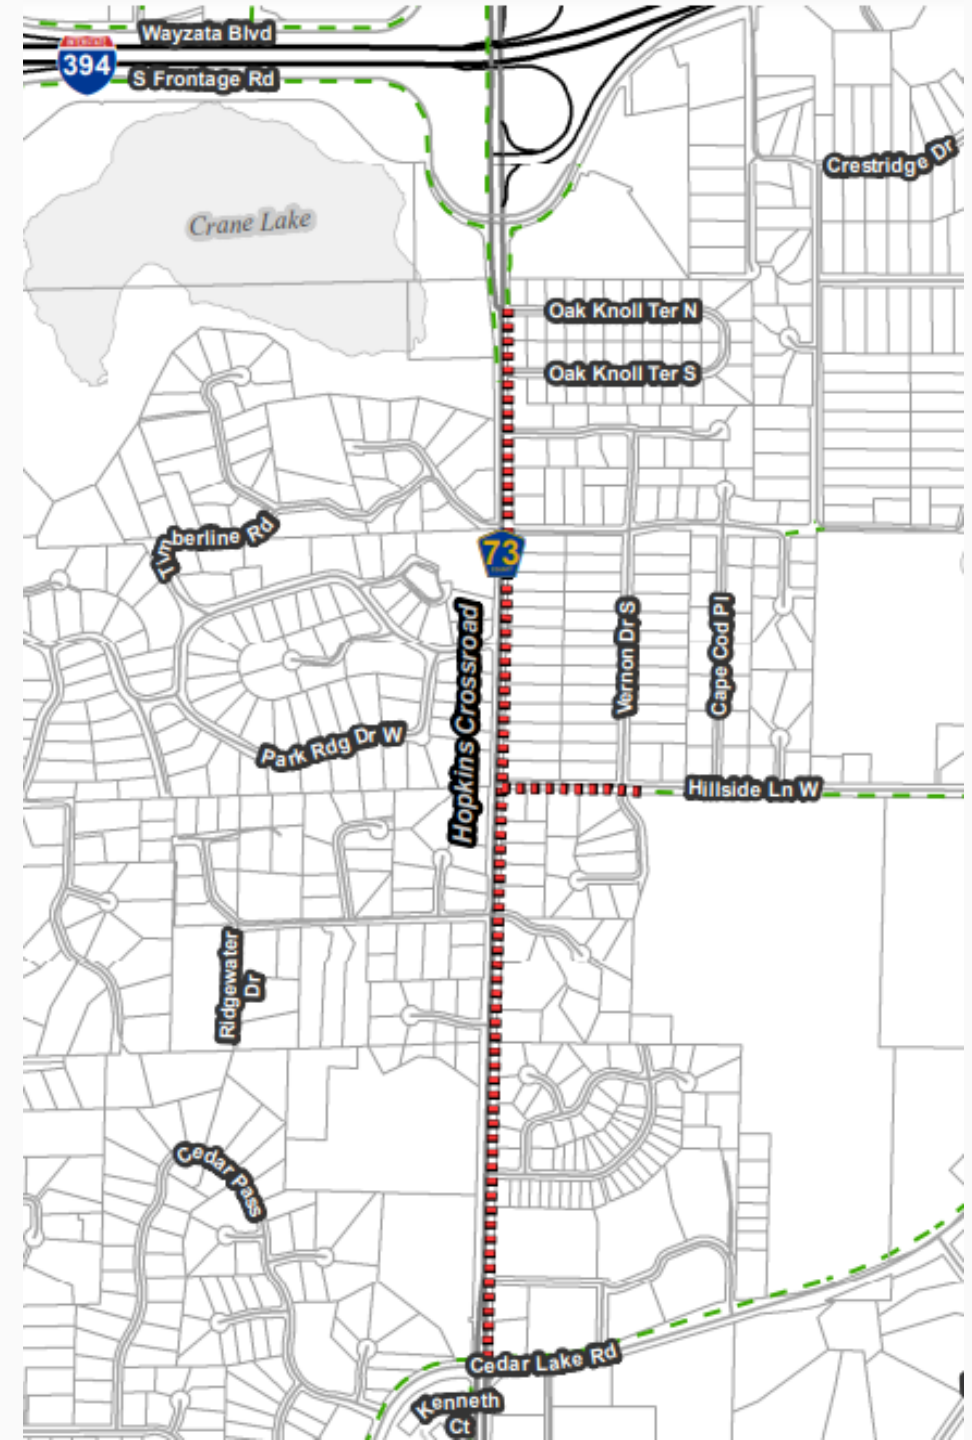 Wayzata Blvd
INTERSTATE
394
S Frontage Rd
Crestridge Dr
Crane Lake
Oak Knoll Ter N
Oak Knoll Ter S
Tymberline Rd
73
Hopkins Crossroad
Vernon Dr S
Cape Cod Pl
Park Rdg Dr W
Hillside Ln W
Ridgewater
Dr
Cedar Pass
Cedar Lake Rd
Kenneth
Ct